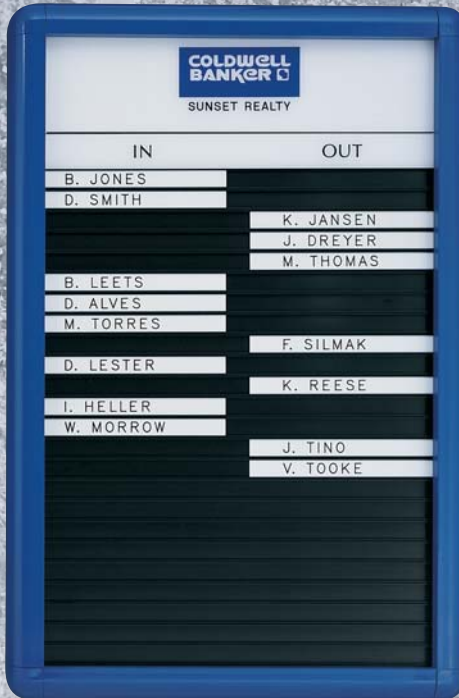 COLDWELL
BANKER
SUNSET REALTY
IN OUT
B. JONES
D. SMITH
K. JANSEN
J. DREYER
M. THOMAS
B. LEETS
D. ALVES
M. TORRES
F. SILMAK
D. LESTER
K. REESE
I. HELLER
W. MORROW
J. TINO
V. TOOKE